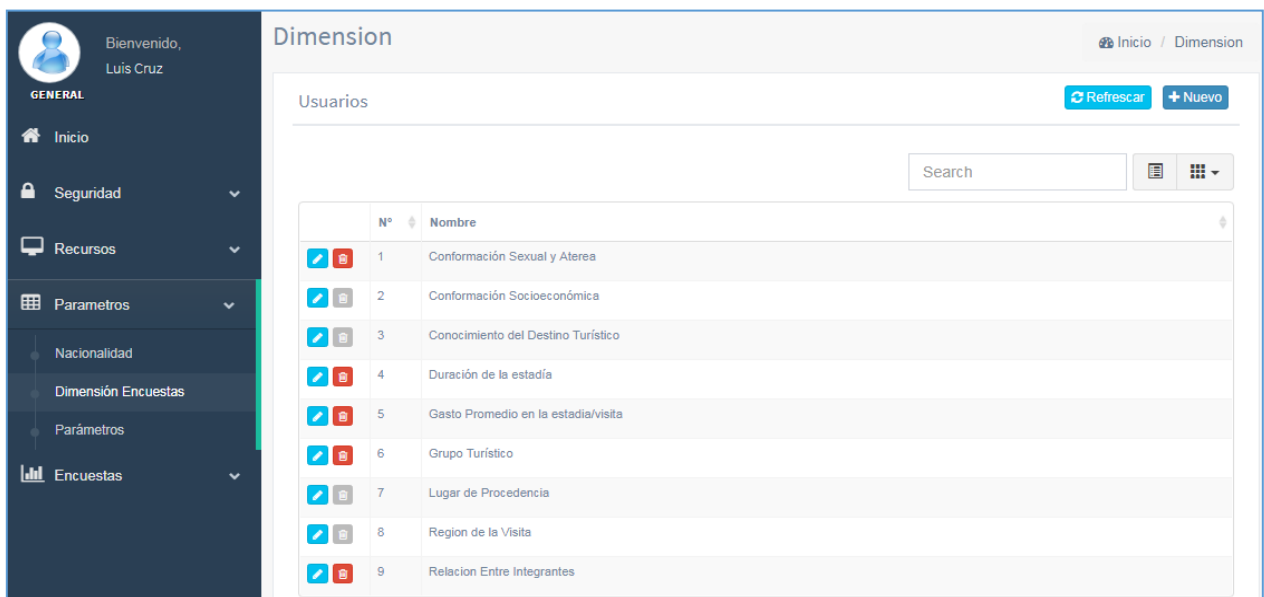 Bienvenido,
Luis Cruz
GENERAL
Inicio
Seguridad
Recursos
Parametros
Nacionalidad
Dimensión Encuestas
Parámetros
Encuestas
Dimension
Inicio / Dimension
Usuarios
Refrescar
+ Nuevo
Search
N° Nombre
1 Conformación Sexual y Aterea
2 Conformación Socioeconómica
3 Conocimiento del Destino Turístico
4 Duración de la estadía
5 Gasto Promedio en la estadia/visita
6 Grupo Turístico
7 Lugar de Procedencia
8 Region de la Visita
9 Relacion Entre Integrantes